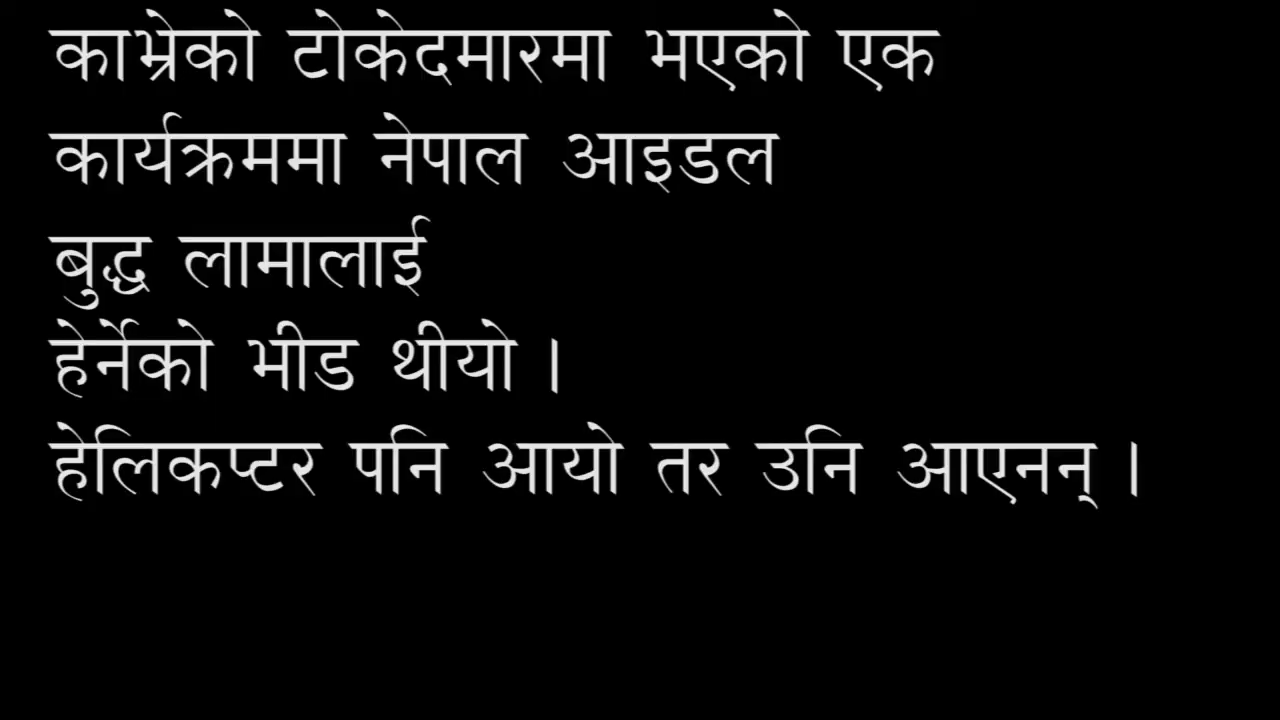 काभ्रेको टोकेदमारमा भएको एक
कार्यक्रममा नेपाल आइडल
बुद्ध लामालाई
हेर्नेको भीड थीयो ।
हेलिकप्टर पनि आयो तर उनि आएनन् ।